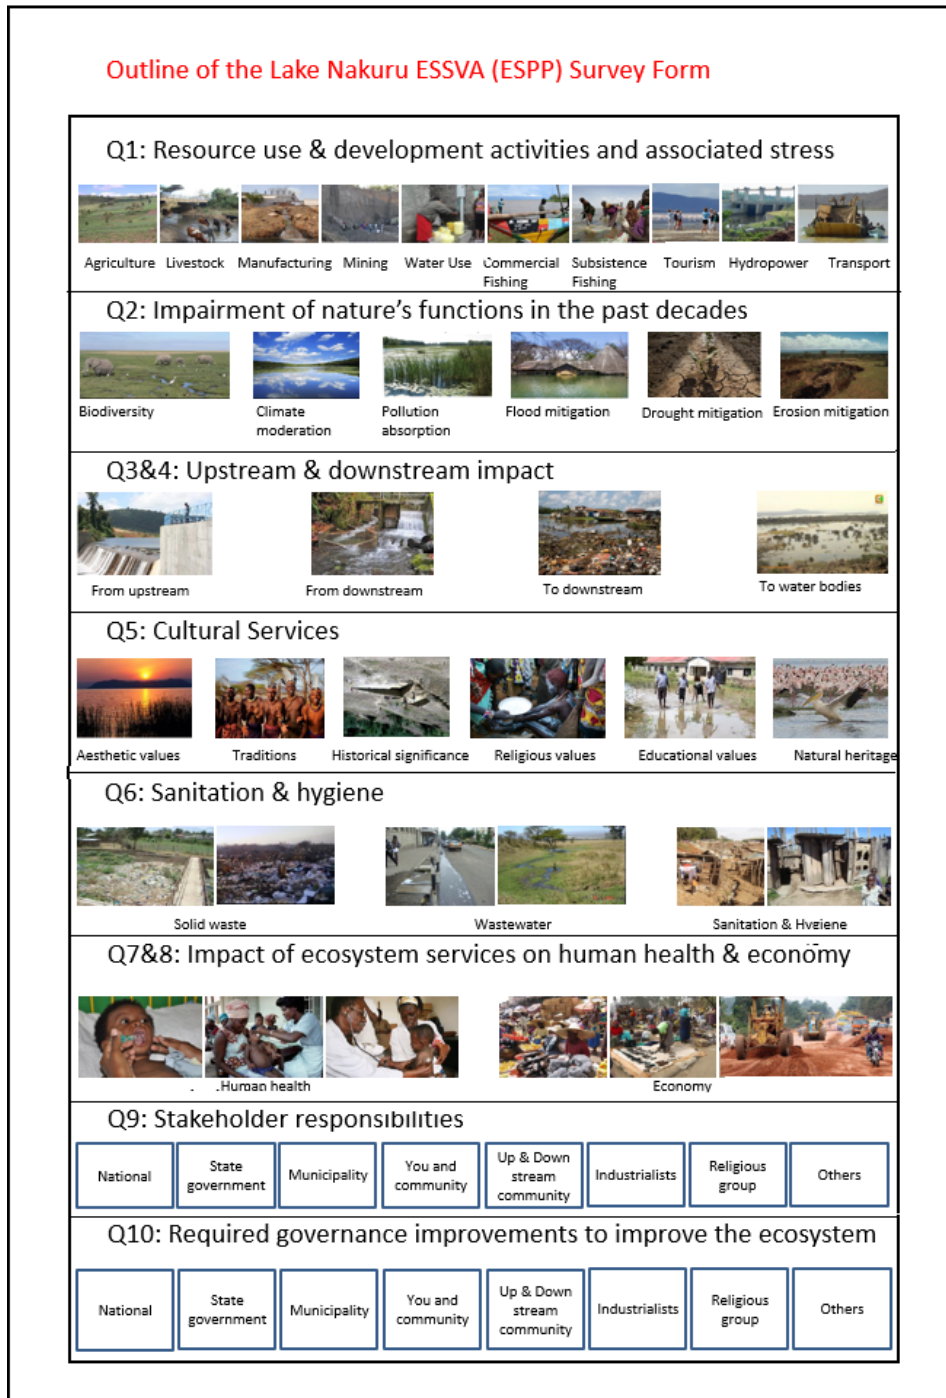 Outline of the Lake Nakuru ESSVA (ESPP) Survey Form
Q1: Resource use & development activities and associated stress
Agriculture Livestock Manufacturing Mining Water Use Commercial Fishing Subsistence Fishing Tourism Hydropower Transport
Q2: Impairment of nature's functions in the past decades
Biodiversity Climate moderation Pollution absorption Flood mitigation Drought mitigation Erosion mitigation
Q3&4: Upstream & downstream impact
From upstream From downstream To downstream To water bodies
Q5: Cultural Services
Aesthetic values Traditions Historical significance Religious values Educational values Natural heritage
Q6: Sanitation & hygiene
Solid waste Wastewater Sanitation & Hygiene
Q7&8: Impact of ecosystem services on human health & economy
Human health Economy
Q9: Stakeholder responsibilities
National
State
government
Municipality
You and
community
Up & Down
stream
community
Industrialists
Religious
group
Others
Q10: Required governance improvements to improve the ecosystem
National
State
government
Municipality
You and
community
Up & Down
stream
community
Industrialists
Religious
group
Others